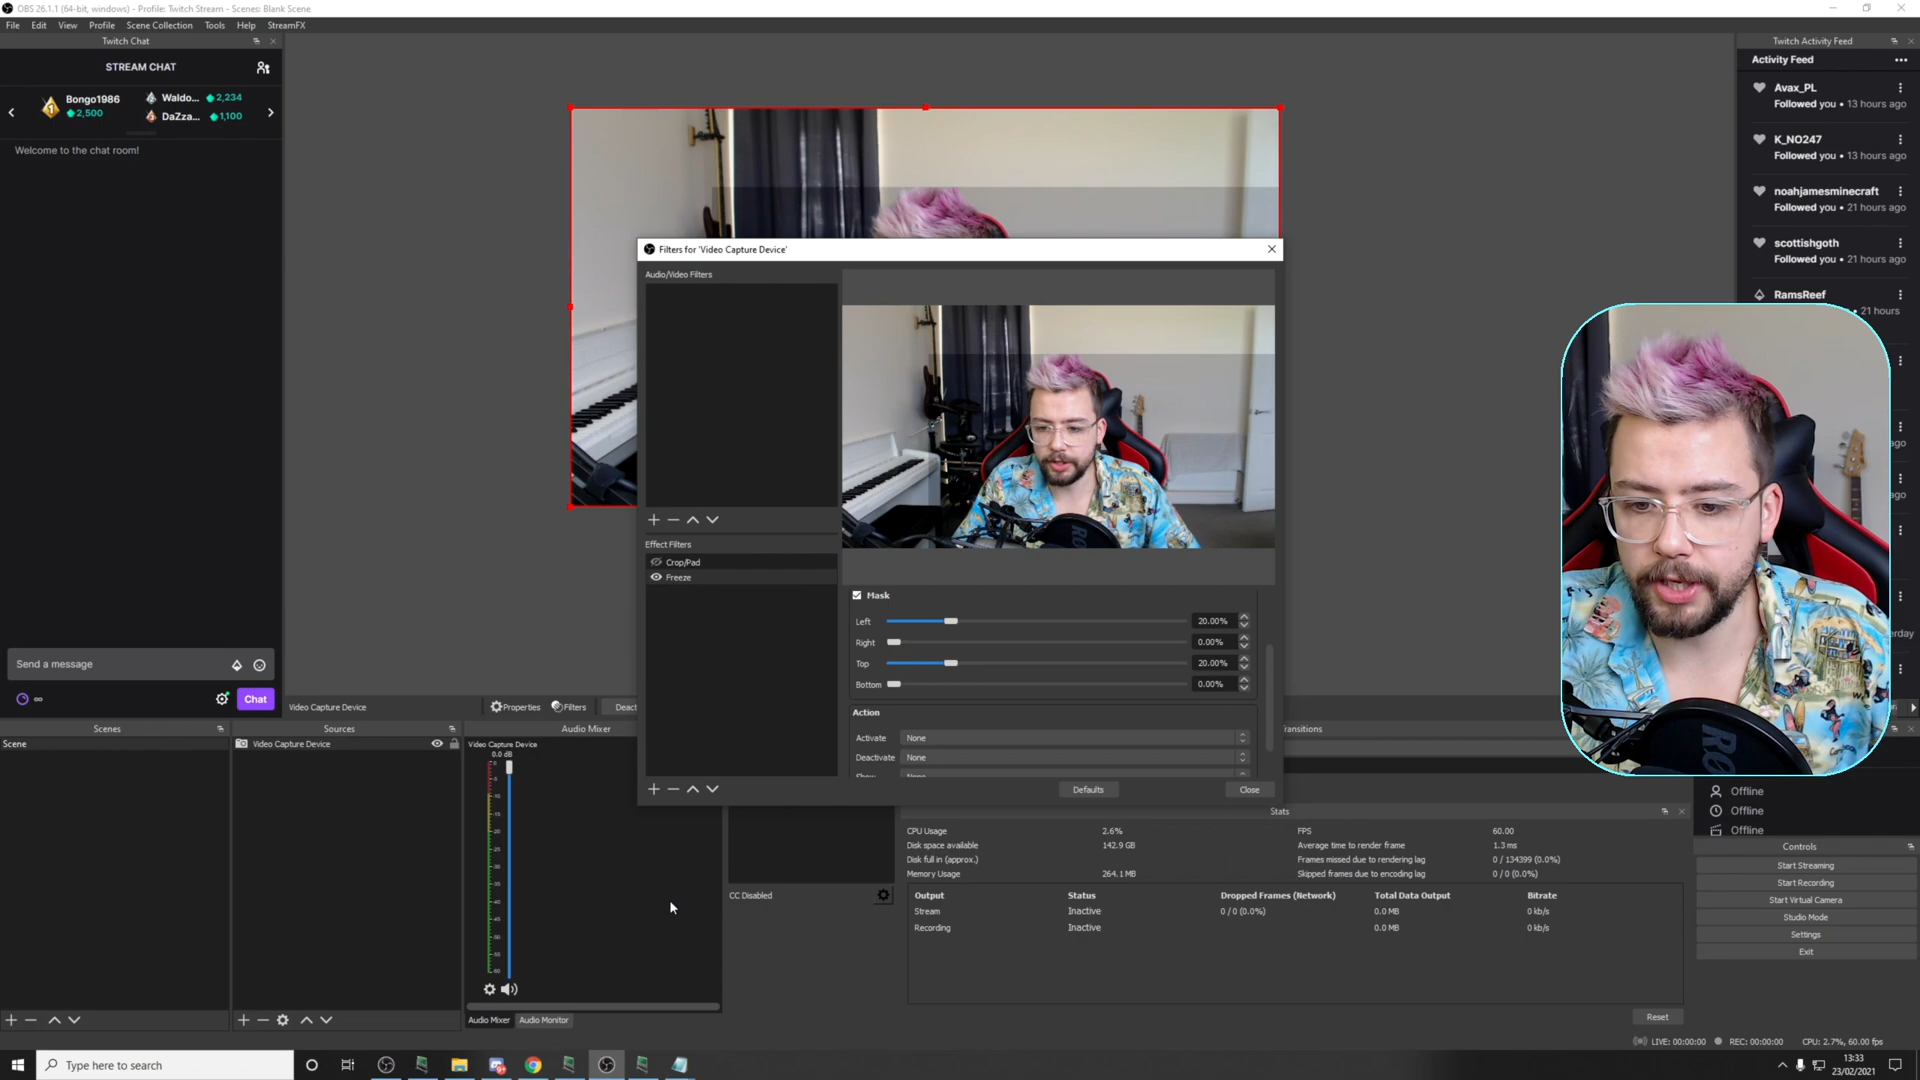 OBS 26.1.1 (64-bit, windows) - Profile: Twitch Stream - Scenes: Blank Scene
File Edit View Profile Scene Collection Tools Help StreamFX
Twitch Chat
STREAM CHAT
Bongo1986
2,500
Waldo... 2,234
DaZza... 1,100
Welcome to the chat room!
Send a message
Chat
Twitch Activity Feed
Activity Feed
Avax_PL
Followed you • 13 hours ago
K_NO247
Followed you • 13 hours ago
noahjamesminecraft
Followed you • 21 hours ago
scottishgoth
Followed you • 21 hours ago
RamsReef
21 hours
ago
ago
ago
Filters for 'Video Capture Device'
Audio/Video Filters
Effect Filters
Crop/Pad
Freeze
Mask
Left 20.00%
Right 0.00%
Top 20.00%
Bottom 0.00%
Action
Activate None
Deactivate None
Defaults Close
Video Capture Device Properties Filters Deact
Scenes
Scene
Sources
Video Capture Device
Audio Mixer
Video Capture Device
0.0 dB
Audio Mixer Audio Monitor
CC Disabled
Stats
CPU Usage 2.6% FPS 60.00
Disk space available 142.9 GB Average time to render frame 1.3 ms
Disk full in (approx.) Frames missed due to rendering lag 0 / 134399 (0.0%)
Memory Usage 264.1 MB Skipped frames due to encoding lag 0 / 0 (0.0%)
Output Status Dropped Frames (Network) Total Data Output Bitrate
Stream Inactive 0 / 0 (0.0%) 0.0 MB 0 kb/s
Recording Inactive 0.0 MB 0 kb/s
Reset
Offline
Offline
Offline
Controls
Start Streaming
Start Recording
Start Virtual Camera
Studio Mode
Settings
Exit
LIVE: 00:00:00 REC: 00:00:00 CPU: 2.7%, 60.00 fps
Type here to search
13:33
23/02/2021